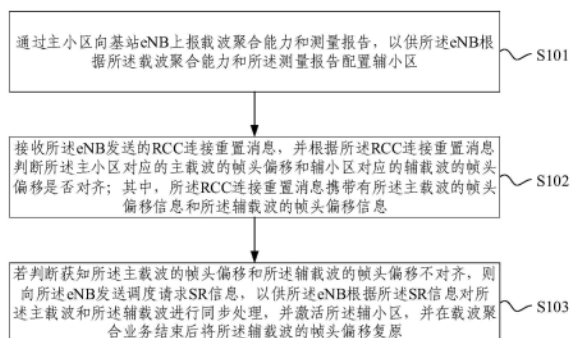 通过主小区向基站eNB上报载波聚合能力和测量报告，以供所述eNB根
据所述载波聚合能力和所述测量报告配置辅小区
S101
接收所述eNB发送的RCC连接重置消息，并根据所述RCC连接重置消息
判断所述主小区对应的主载波的帧头偏移和辅小区对应的辅载波的帧头
偏移是否对齐；其中，所述RCC连接重置消息携带有所述主载波的帧头
偏移信息和所述辅载波的帧头偏移信息
S102
若判断获知所述主载波的帧头偏移和所述辅载波的帧头偏移不对齐，则
向所述eNB发送调度请求SR信息，以供所述eNB根据所述SR信息对所
述主载波和所述辅载波进行同步处理，并激活所述辅小区，并在载波聚
合业务结束后将所述辅载波的帧头偏移复原
S103